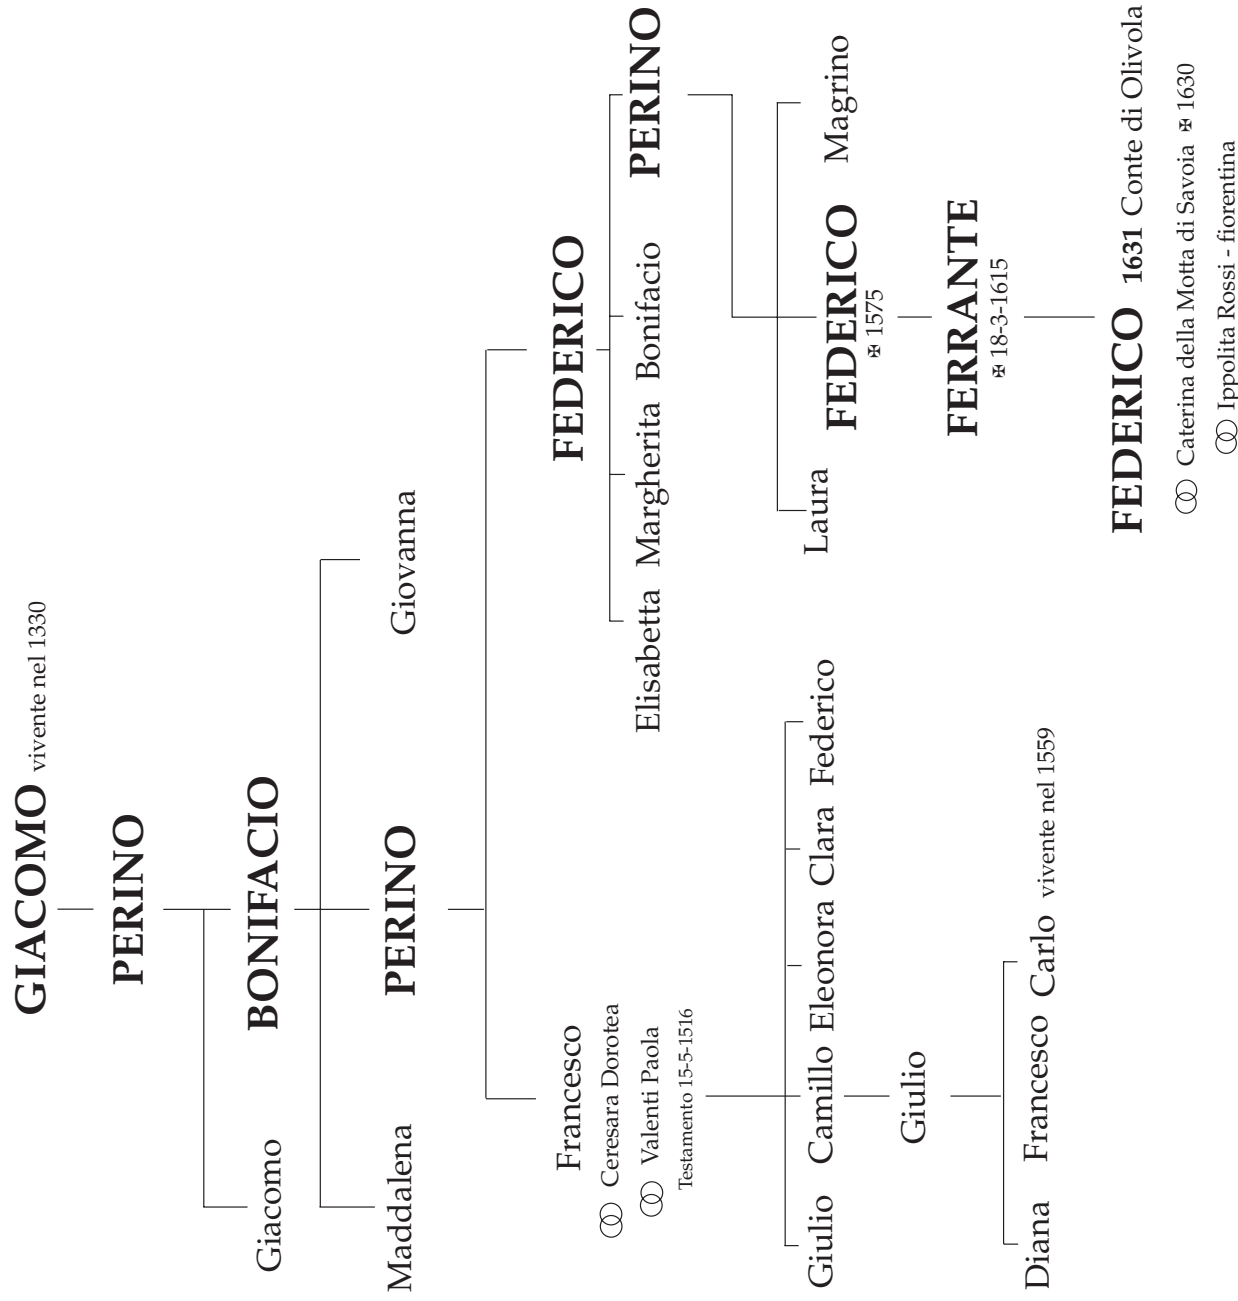 GIACOMO vivente nel 1330
PERINO
Giacomo BONIFACIO
Maddalena PERINO Giovanna
Francesco FEDERICO
Ceresara Dorotea
Valenti Paola
Testamento 15-5-1516
Elisabetta Margherita Bonifacio PERINO
Giulio Camillo Eleonora Clara Federico
Laura FEDERICO Magrino
✠ 1575
Giulio
FERRANTE
✠ 18-3-1615
Diana Francesco Carlo vivente nel 1559
FEDERICO 1631 Conte di Olivola
Caterina della Motta di Savoia ✠ 1630
Ippolita Rossi - fiorentina